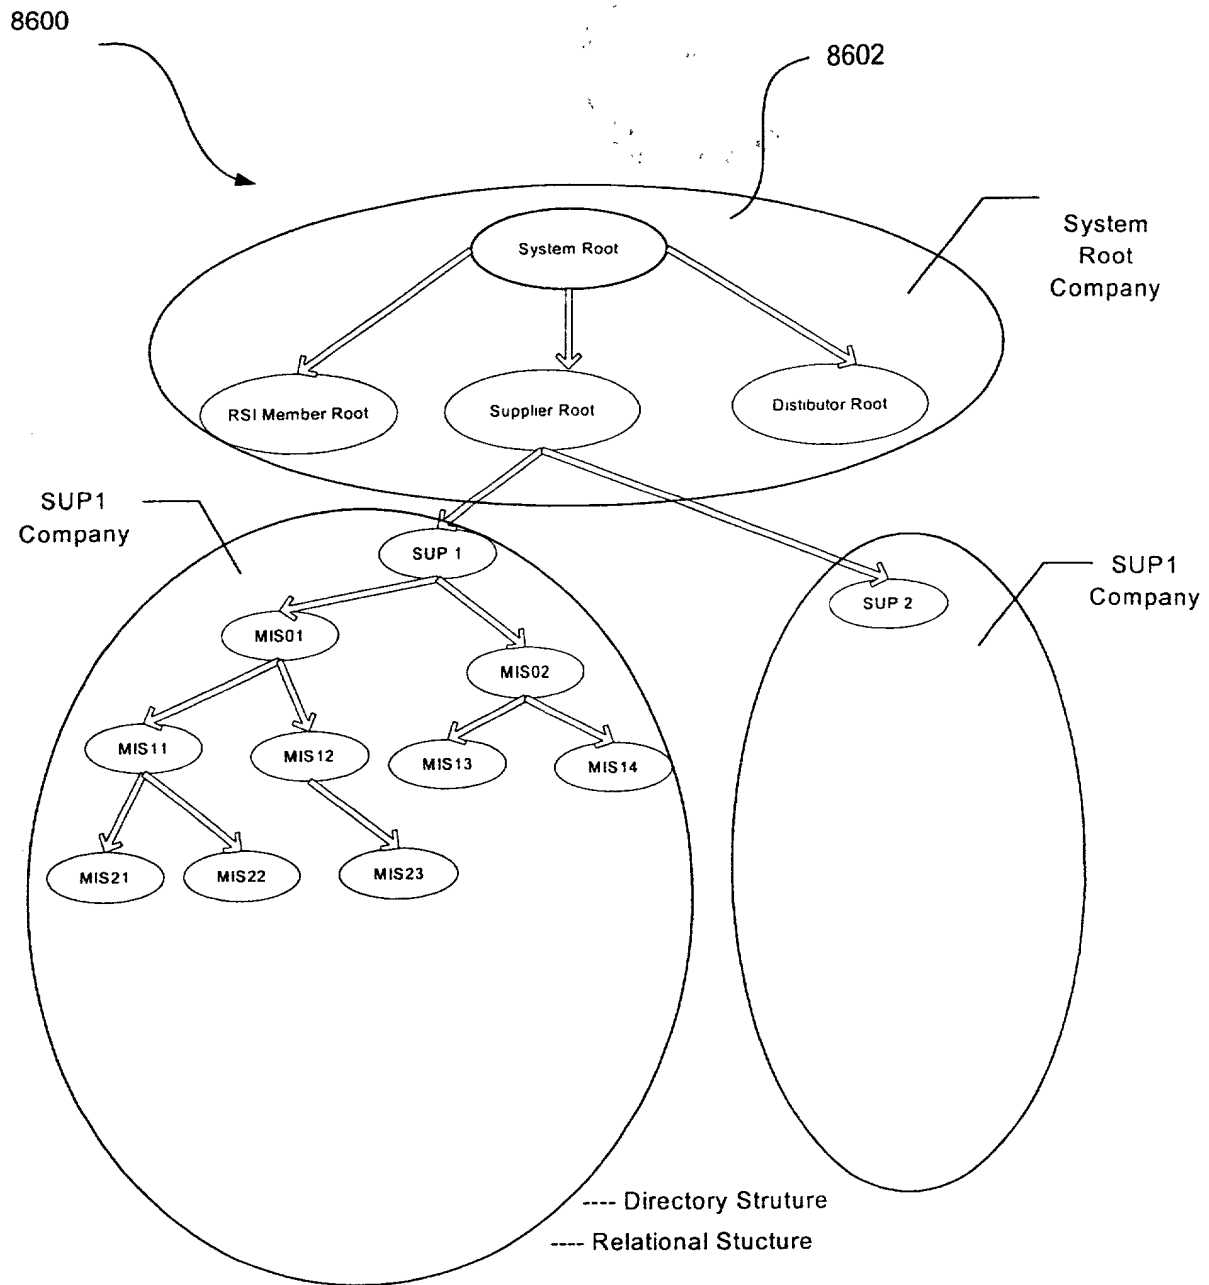 8600
8602
System Root
System
Root
Company
RSI Member Root
Supplier Root
Distibutor Root
SUP1
Company
SUP 1
SUP1
Company
SUP 2
MIS01
MIS02
MIS11
MIS12
MIS13
MIS14
MIS21
MIS22
MIS23
---- Directory Struture
---- Relational Stucture